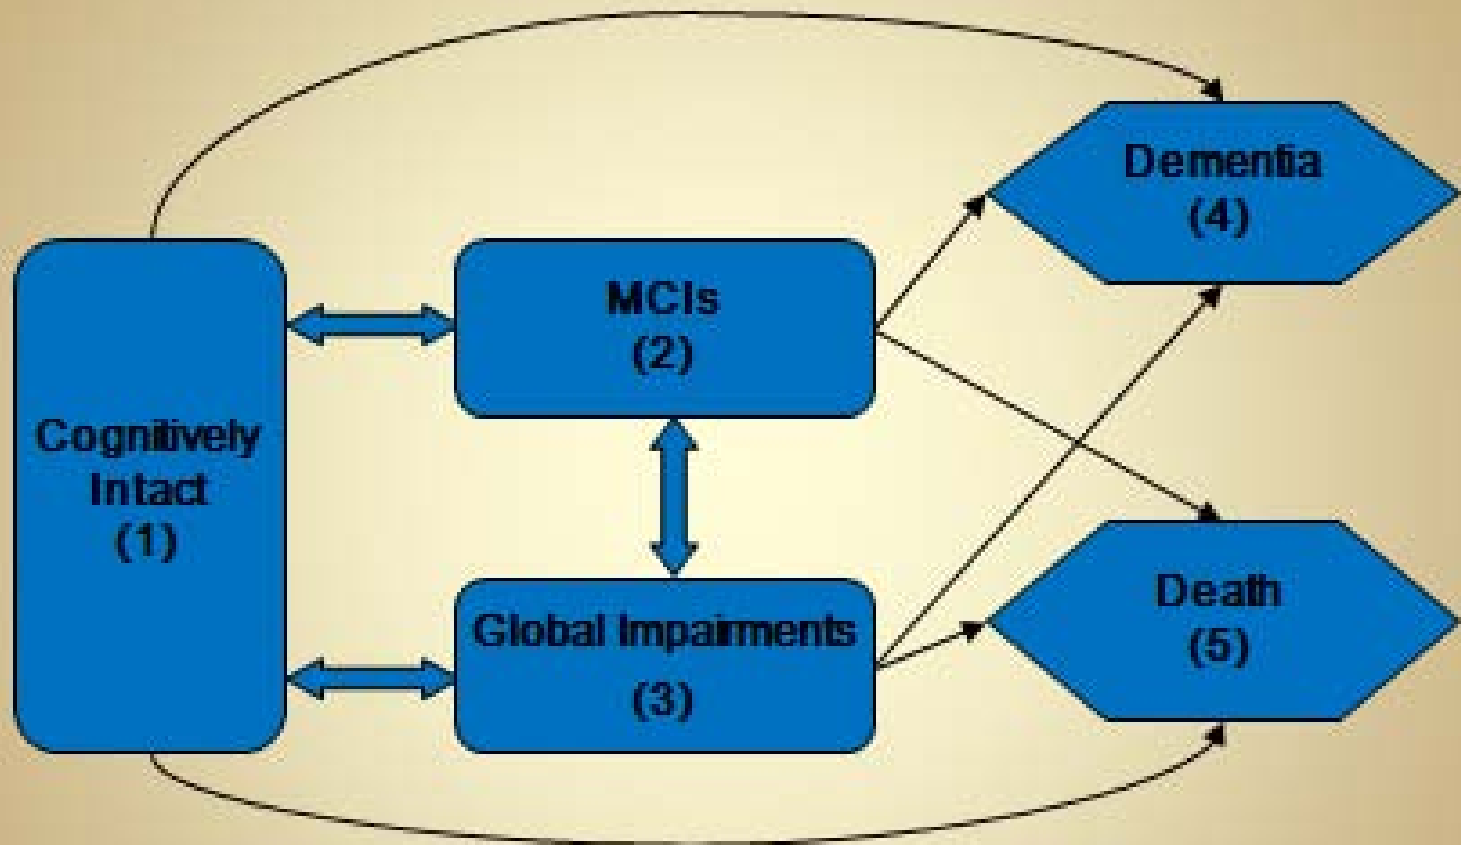 Cognitively
Intact
(1)
MCIs
(2)
Global Impairments
(3)
Dementia
(4)
Death
(5)